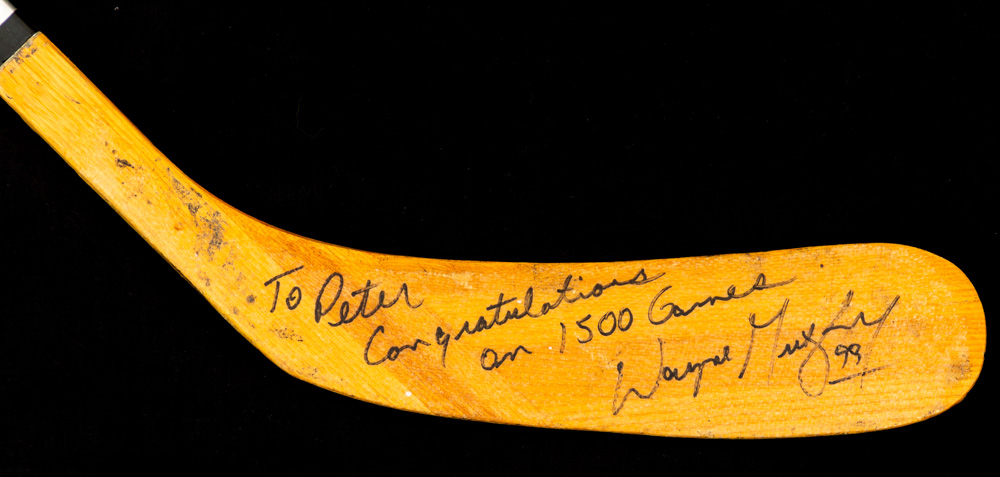 To Peter
Congratulations
on 1500 Games
Wayne Gretzky
99